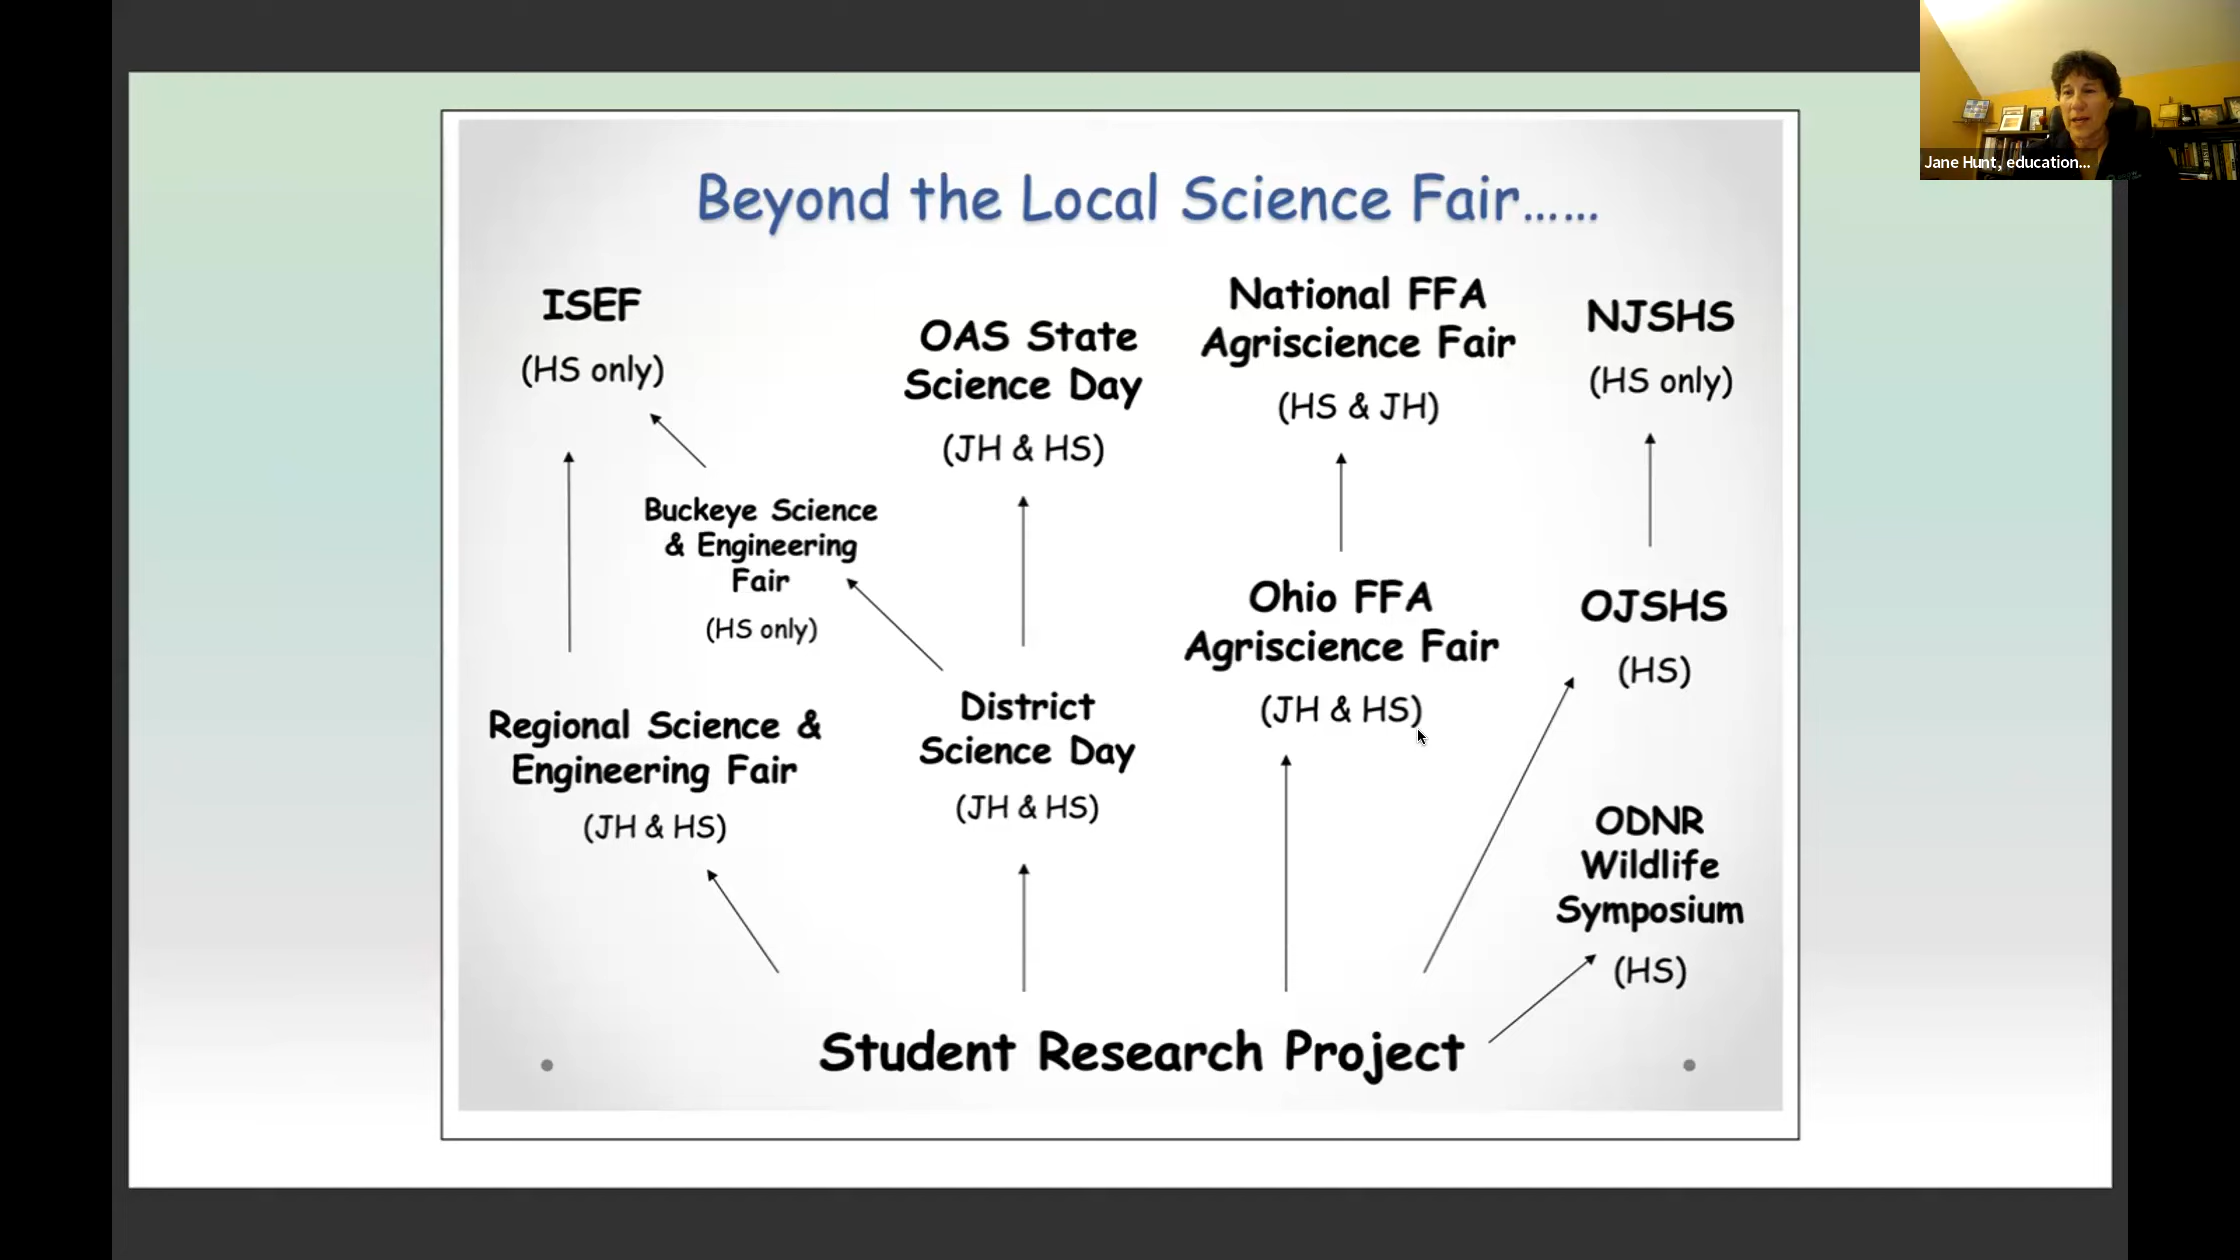 Jane Hunt, education...
Beyond the Local Science Fair......
ISEF
(HS only)
OAS State
Science Day
(JH & HS)
National FFA
Agriscience Fair
(HS & JH)
NJSHS
(HS only)
Buckeye Science
& Engineering
Fair
(HS only)
Ohio FFA
Agriscience Fair
(JH & HS)
OJSHS
(HS)
Regional Science &
Engineering Fair
(JH & HS)
District
Science Day
(JH & HS)
ODNR
Wildlife
Symposium
(HS)
Student Research Project